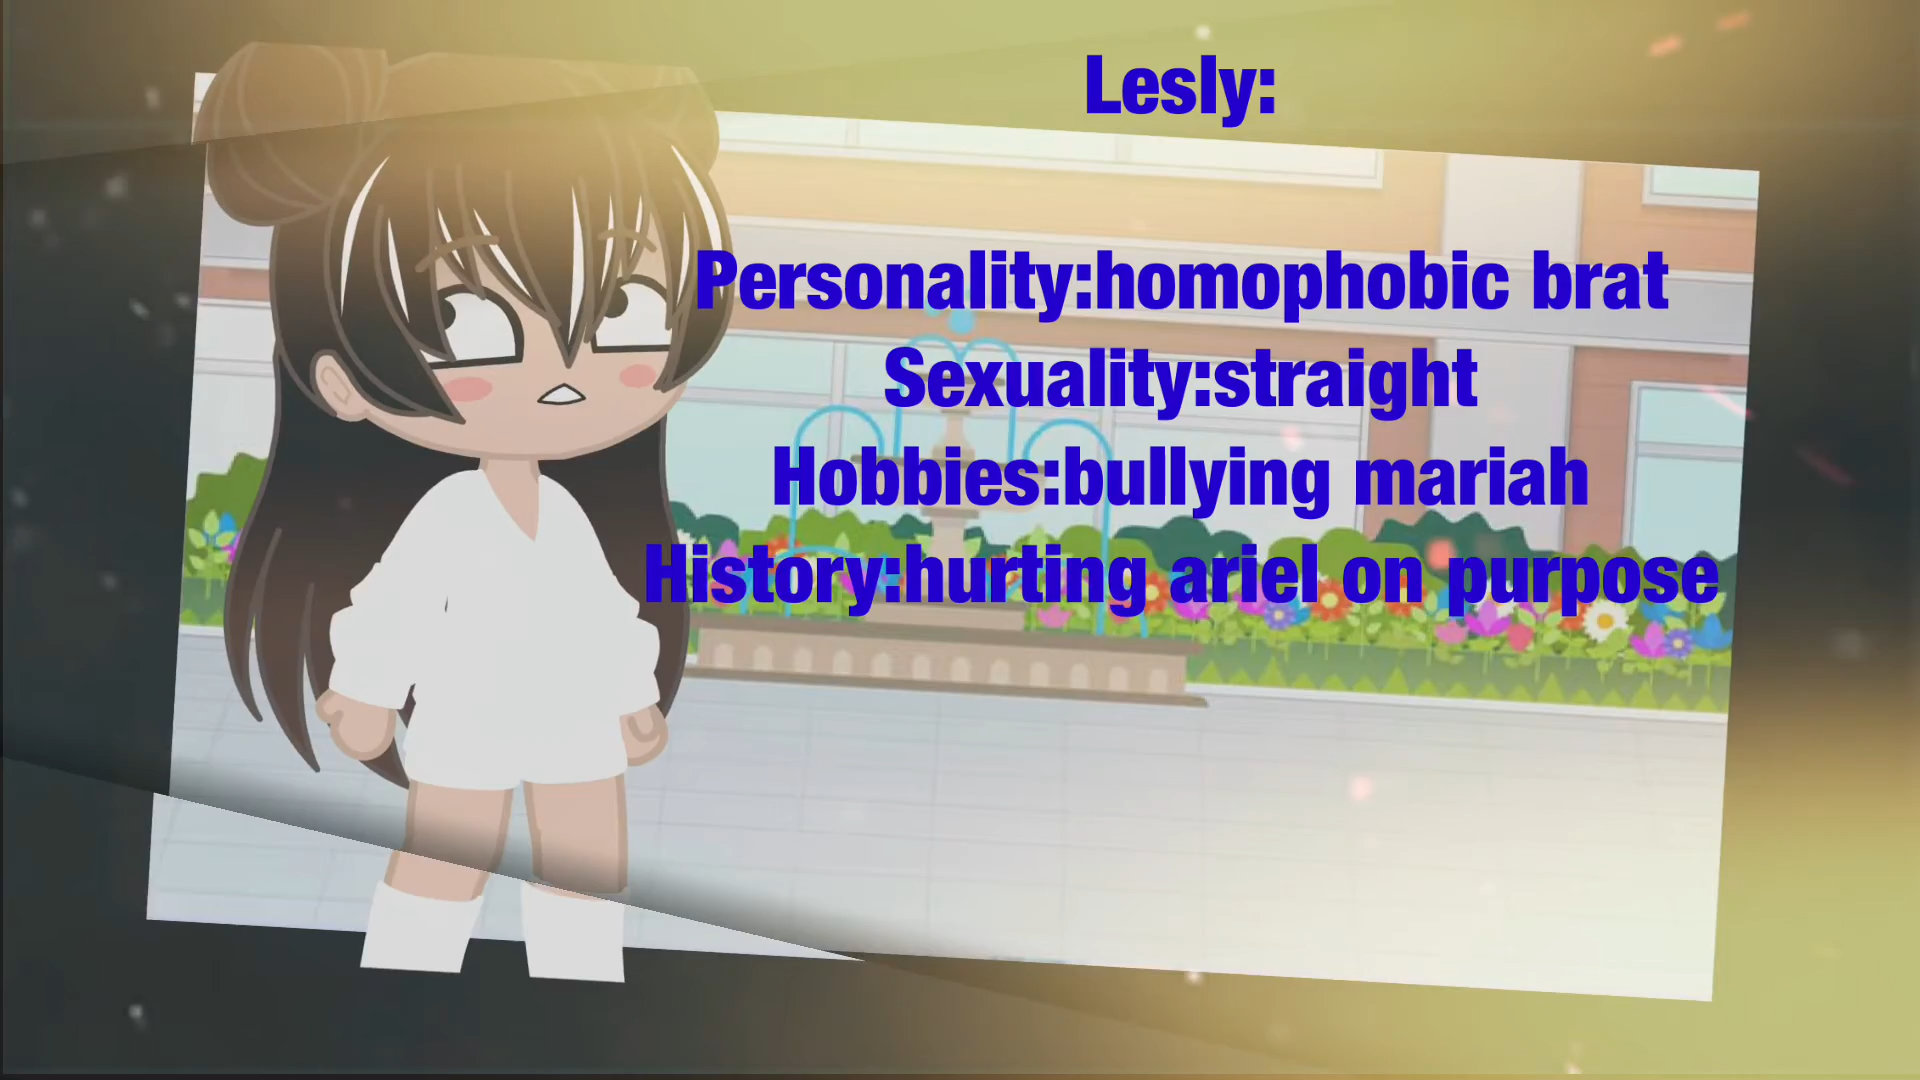 Lesly:
Personality:homophobic brat
Sexuality:straight
Hobbies:bullying mariah
History:hurting ariel on purpose